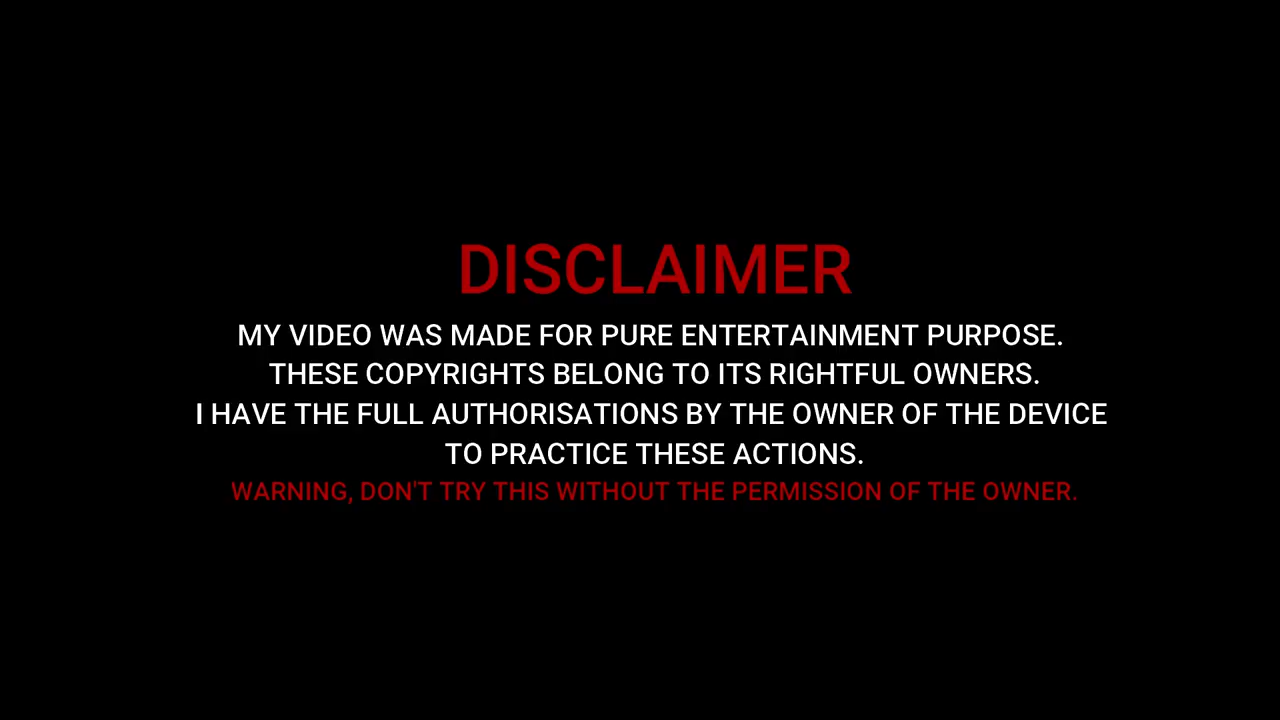 DISCLAIMER
MY VIDEO WAS MADE FOR PURE ENTERTAINMENT PURPOSE.
THESE COPYRIGHTS BELONG TO ITS RIGHTFUL OWNERS.
I HAVE THE FULL AUTHORISATIONS BY THE OWNER OF THE DEVICE
TO PRACTICE THESE ACTIONS.
WARNING, DON'T TRY THIS WITHOUT THE PERMISSION OF THE OWNER.